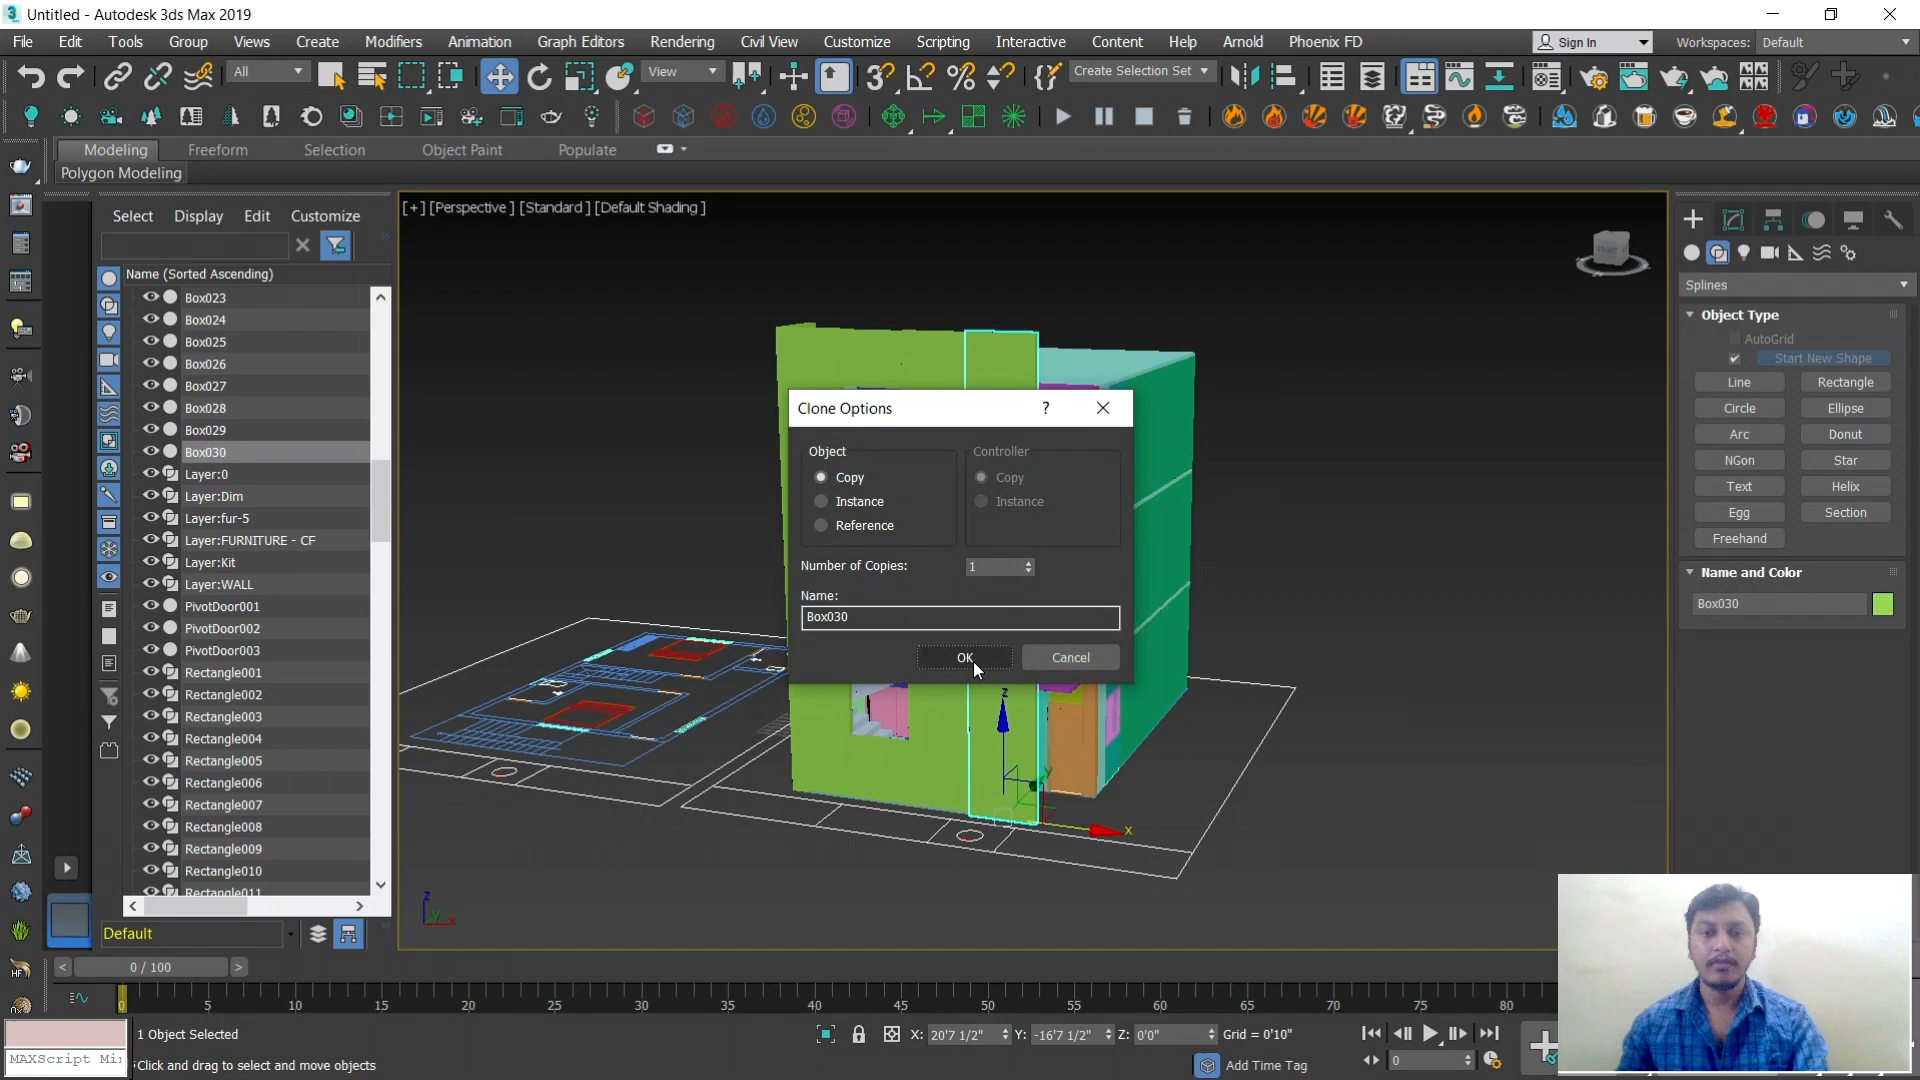 Untitled - Autodesk 3ds Max 2019
File Edit Tools Group Views Create Modifiers Animation Graph Editors Rendering Civil View Customize Scripting Interactive Content Help Arnold Phoenix FD
Sign In
Workspaces: Default
All
View
Create Selection Set
Modeling Freeform Selection Object Paint Populate
Polygon Modeling
Select Display Edit Customize
Name (Sorted Ascending)
Box023
Box024
Box025
Box026
Box027
Box028
Box029
Box030
Layer:0
Layer:Dim
Layer:fur-5
Layer:FURNITURE - CF
Layer:Kit
Layer:WALL
PivotDoor001
PivotDoor002
PivotDoor003
Rectangle001
Rectangle002
Rectangle003
Rectangle004
Rectangle005
Rectangle006
Rectangle007
Rectangle008
Rectangle009
Rectangle010
Rectangle011
Default
[+] [Perspective ] [Standard ] [Default Shading ]
FRONT
Clone Options
?
Object
Copy
Instance
Reference
Controller
Copy
Instance
Number of Copies: 1
Name:
Box030
OK Cancel
z
y
x
z
y
x
Splines
Object Type
AutoGrid
Start New Shape
Line Rectangle
Circle Ellipse
Arc Donut
NGon Star
Text Helix
Egg Section
Freehand
Name and Color
Box030
< 0 / 100 >
0 5 10 15 20 25 30 35 40 45 50 55 60 65 70 75 80
1 Object Selected
X: 20'7 1/2" Y: -16'7 1/2" Z: 0'0" Grid = 0'10"
MAXScript Mi
Click and drag to select and move objects
Add Time Tag
0